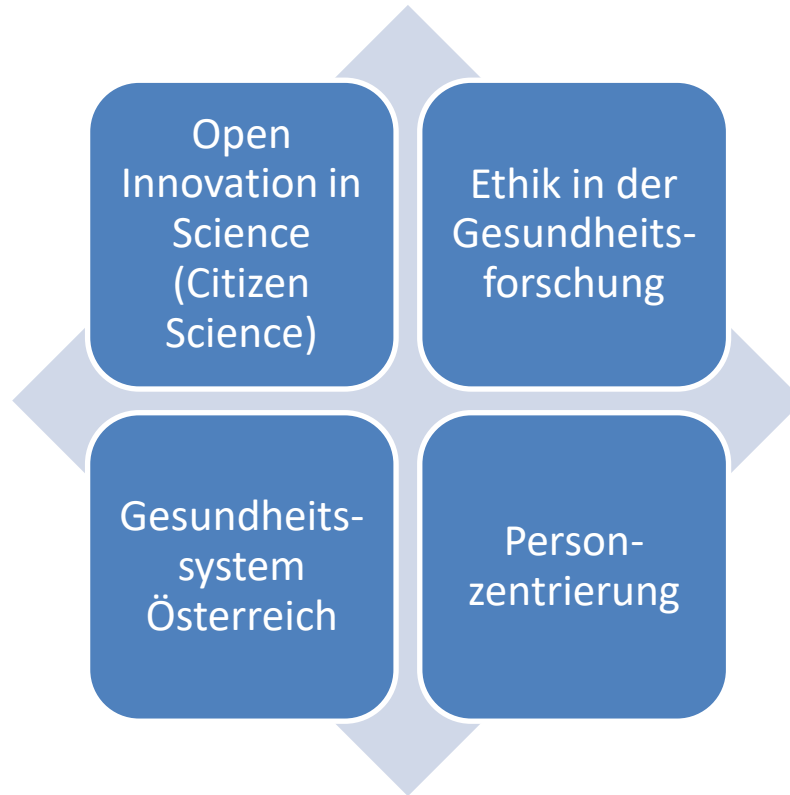 Open
Innovation in
Science
(Citizen
Science)
Ethik in der
Gesundheits-
forschung
Gesundheits-
system
Österreich
Person-
zentrierung